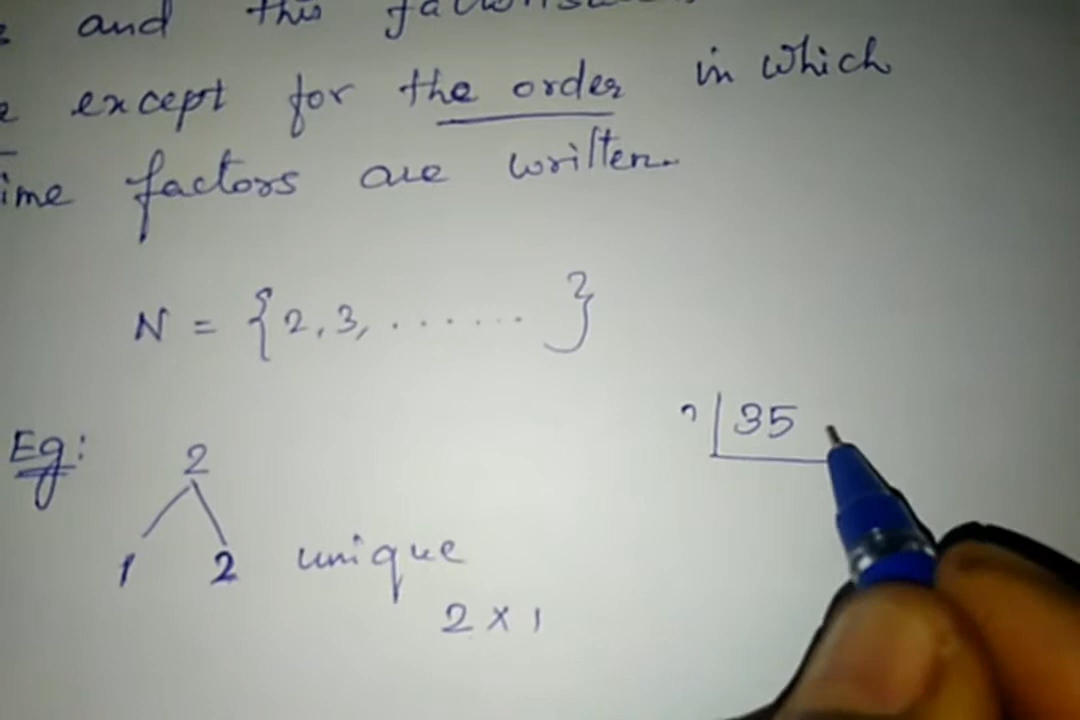 and this
except for the order in which
factors are written.
N = {2, 3, ....... }
Eg: 2
1 2 unique
2 × 1
35